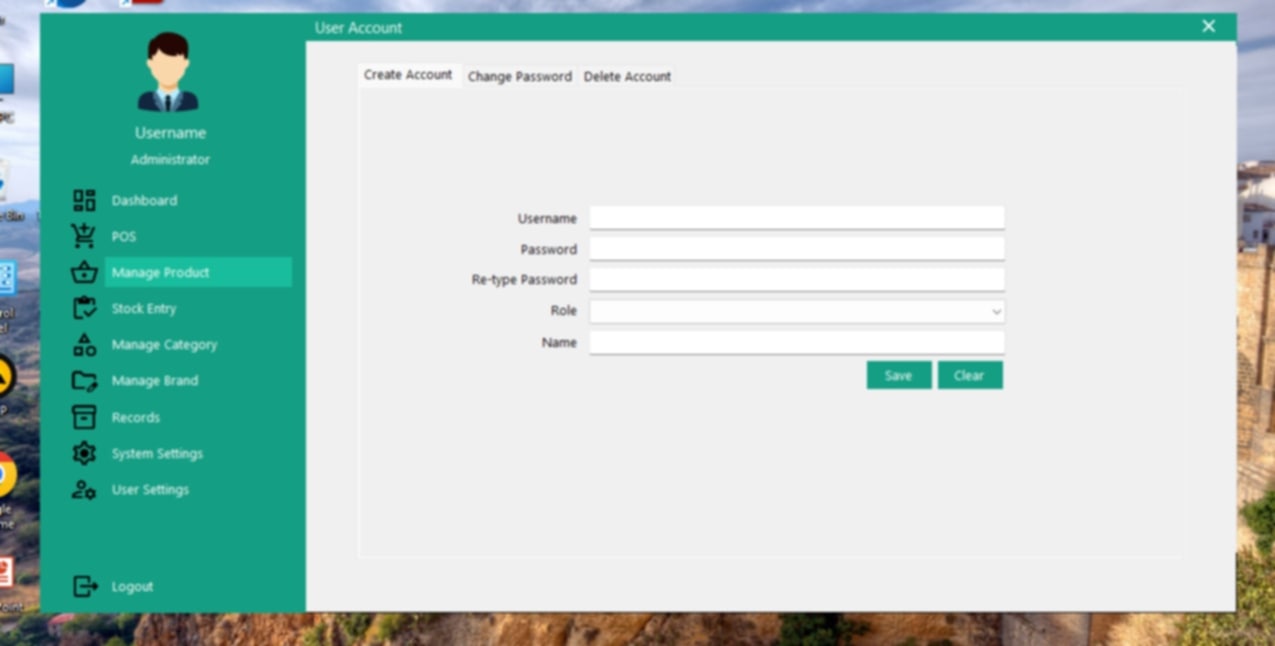 User Account
Username
Administrator
Dashboard
POS
Manage Product
Stock Entry
Manage Category
Manage Brand
Records
System Settings
User Settings
Logout
Create Account Change Password Delete Account
Username
Password
Re-type Password
Role
Name
Save Clear